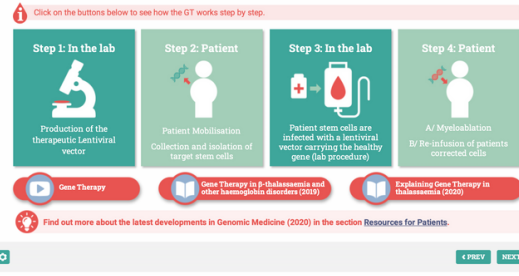 Click on the buttons below to see how the GT works step by step.
Step 1: In the lab
Production of the
therapeutic Lentiviral
vector
Step 2: Patient
Patient Mobilisation
Collection and isolation of
target stem cells
Step 3: In the lab
Patient stem cells are
infected with a lentiviral
vector carrying the healthy
gene (lab procedure)
Step 4: Patient
A/ Myeloablation
B/ Re-infusion of patients
corrected cells
Gene Therapy
Gene Therapy in β-thalassaemia and
other haemoglobin disorders (2019)
Explaining Gene Therapy in
thalassaemia (2020)
Find out more about the latest developments in Genomic Medicine (2020) in the section Resources for Patients.
< PREV
NEXT